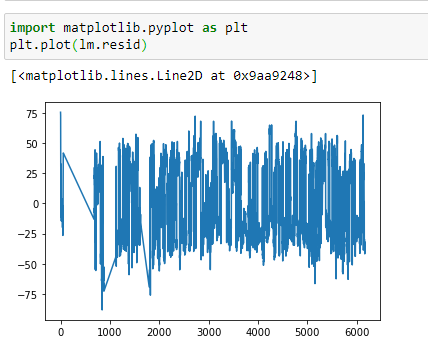 import matplotlib.pyplot as plt
plt.plot(lm.resid)
[<matplotlib.lines.Line2D at 0x9aa9248>]
75
50
25
0
−25
−50
−75
0 1000 2000 3000 4000 5000 6000